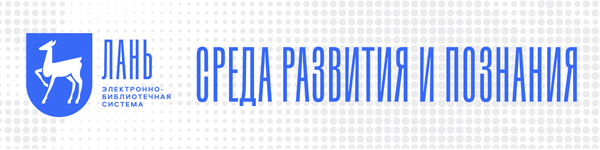 ЛАНЬ
ЭЛЕКТРОННО-
БИБЛИОТЕЧНАЯ
СИСТЕМА
СРЕДА РАЗВИТИЯ И ПОЗНАНИЯ